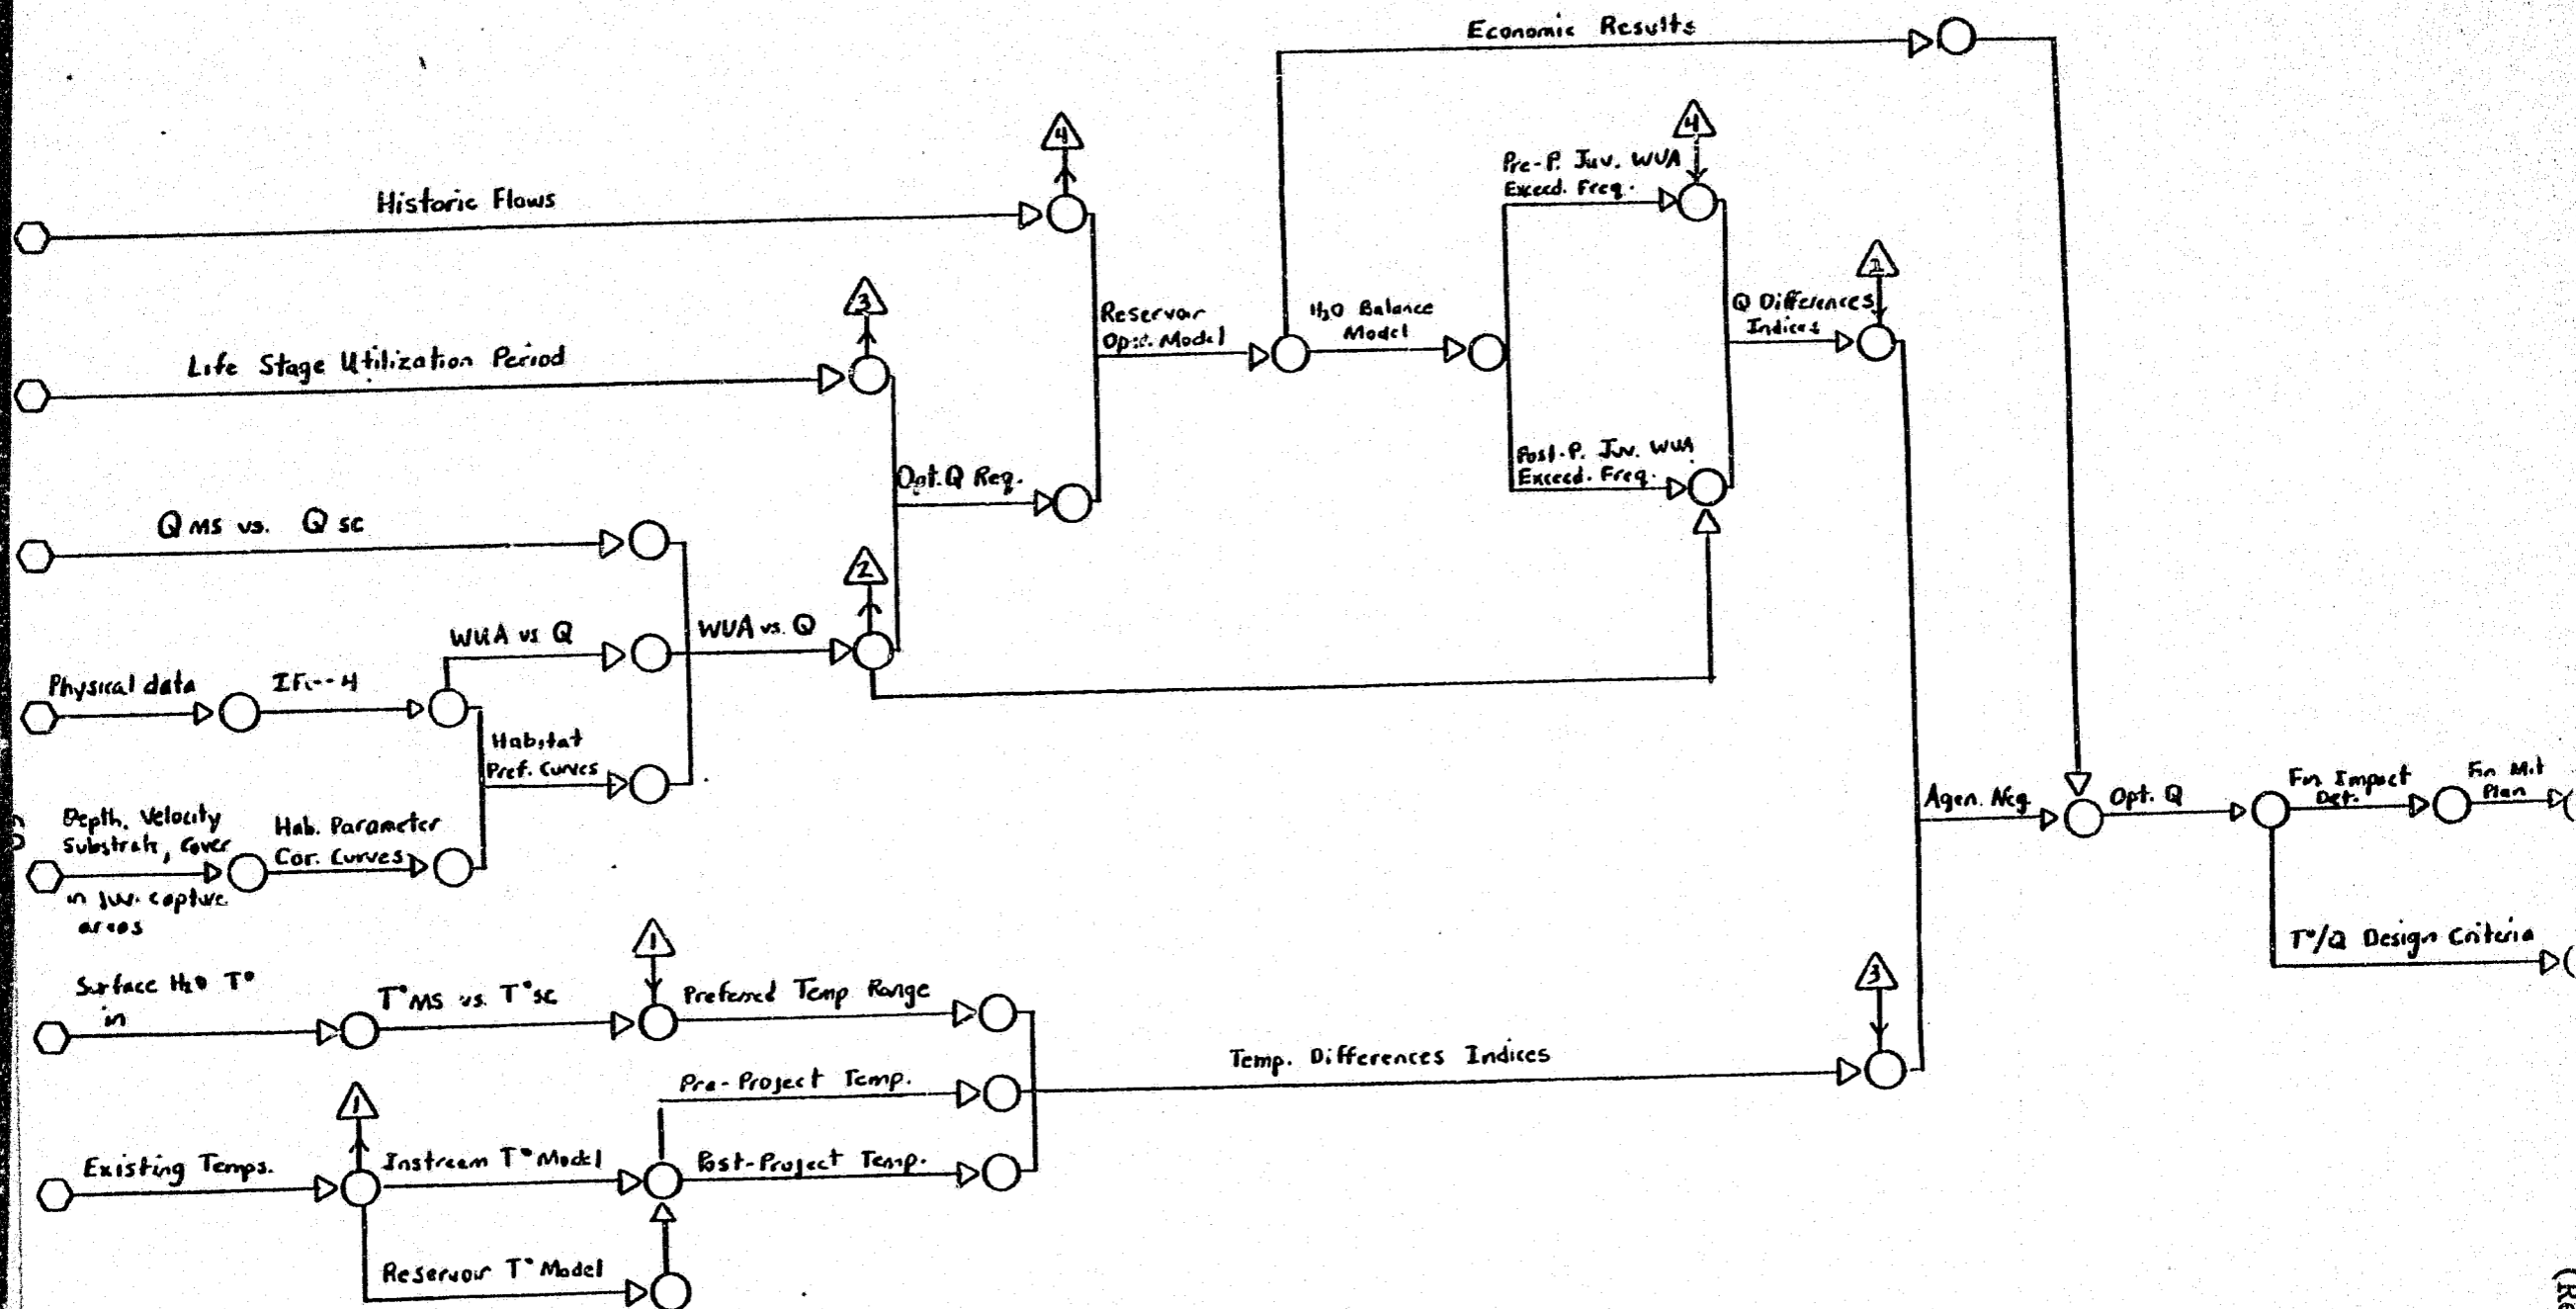 Economic Results
4
4
Pre-P. Juv. WUA
Exceed. Freq.
Historic Flows
2
3
Q Differences
Indices
Reservoir
Model
H2O Balance
Model
Life Stage Utilization Period
Post-P. Juv. WUA
Exceed. Freq.
Opt. Q Req.
Q MS vs. Q SC
2
WUA vs Q
WUA vs. Q
Physical data
4
Habitat
Pref. Curves
Fin Impact
Det.
Fin Mit
Plan
Agen. Neg
Opt. Q
Depth, Velocity
Substrate, Cover
in Juv. capture
areas
Hab. Parameter
Cor. Curves
1
T°/Q Design Criteria
3
Surface H2O T°
in
T°MS vs. T°SC
Preferred Temp Range
Temp. Differences Indices
Pre-Project Temp.
1
Existing Temps.
Instream T° Model
Post-Project Temp.
Reservoir T° Model